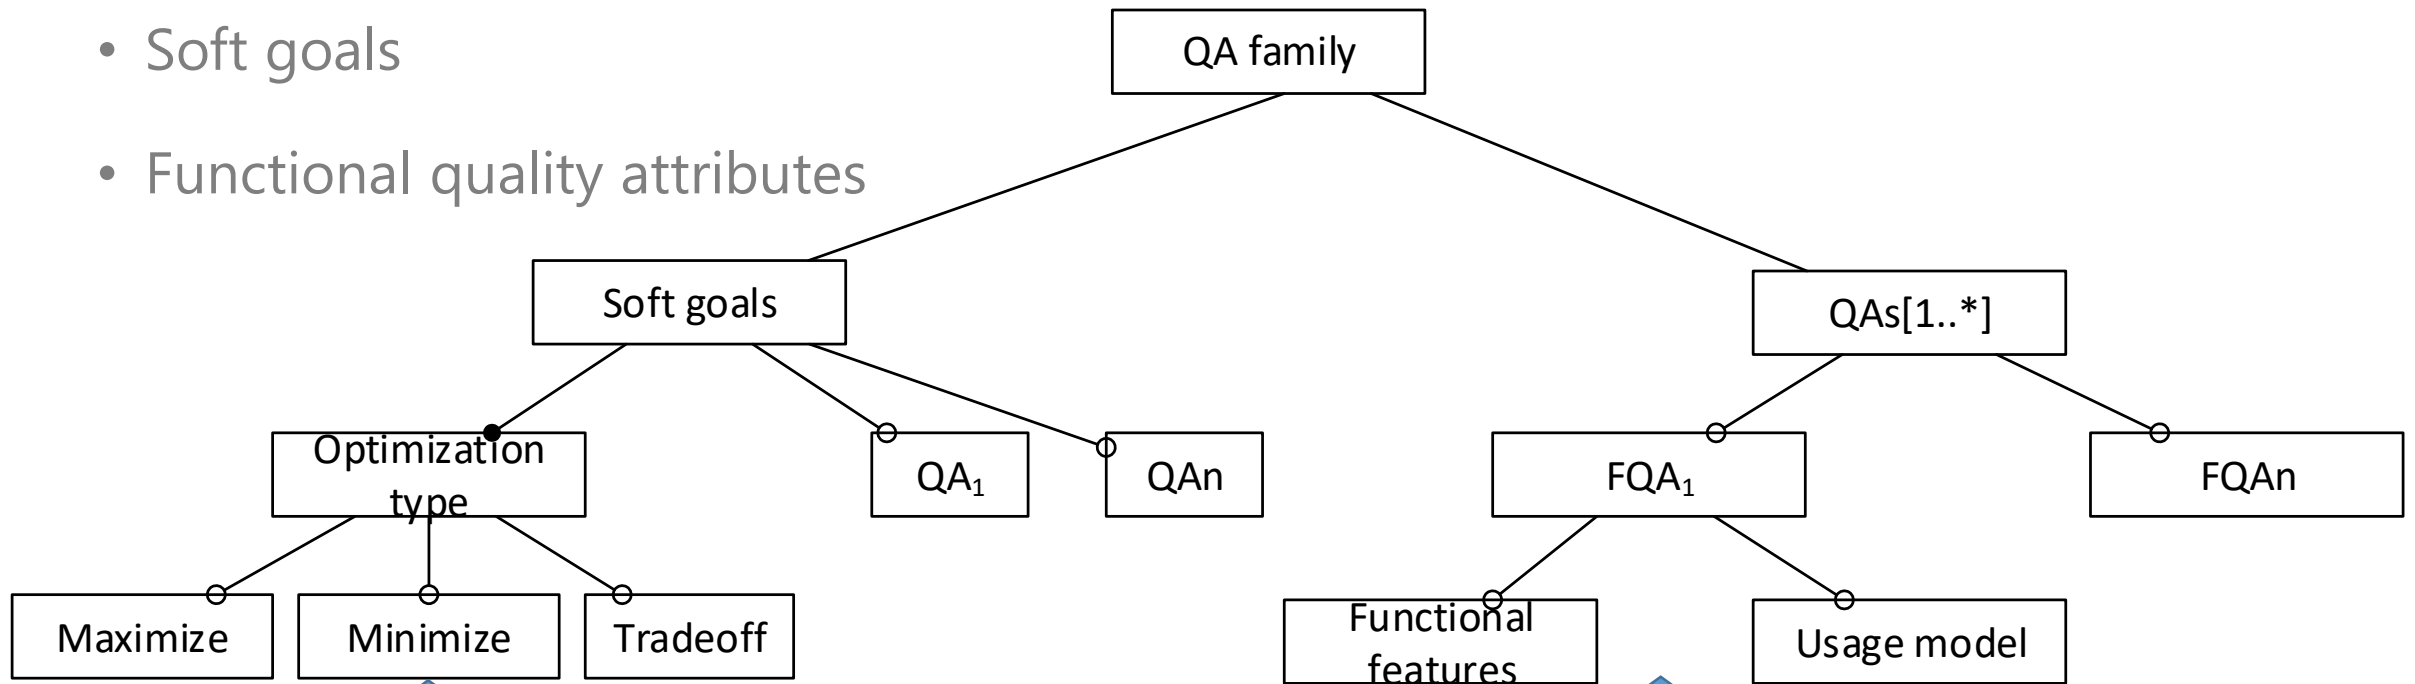 • Soft goals
• Functional quality attributes
QA family
Soft goals
QAs[1..*]
Optimization
type
QA₁
QAn
FQA₁
FQAn
Maximize
Minimize
Tradeoff
Functional
features
Usage model